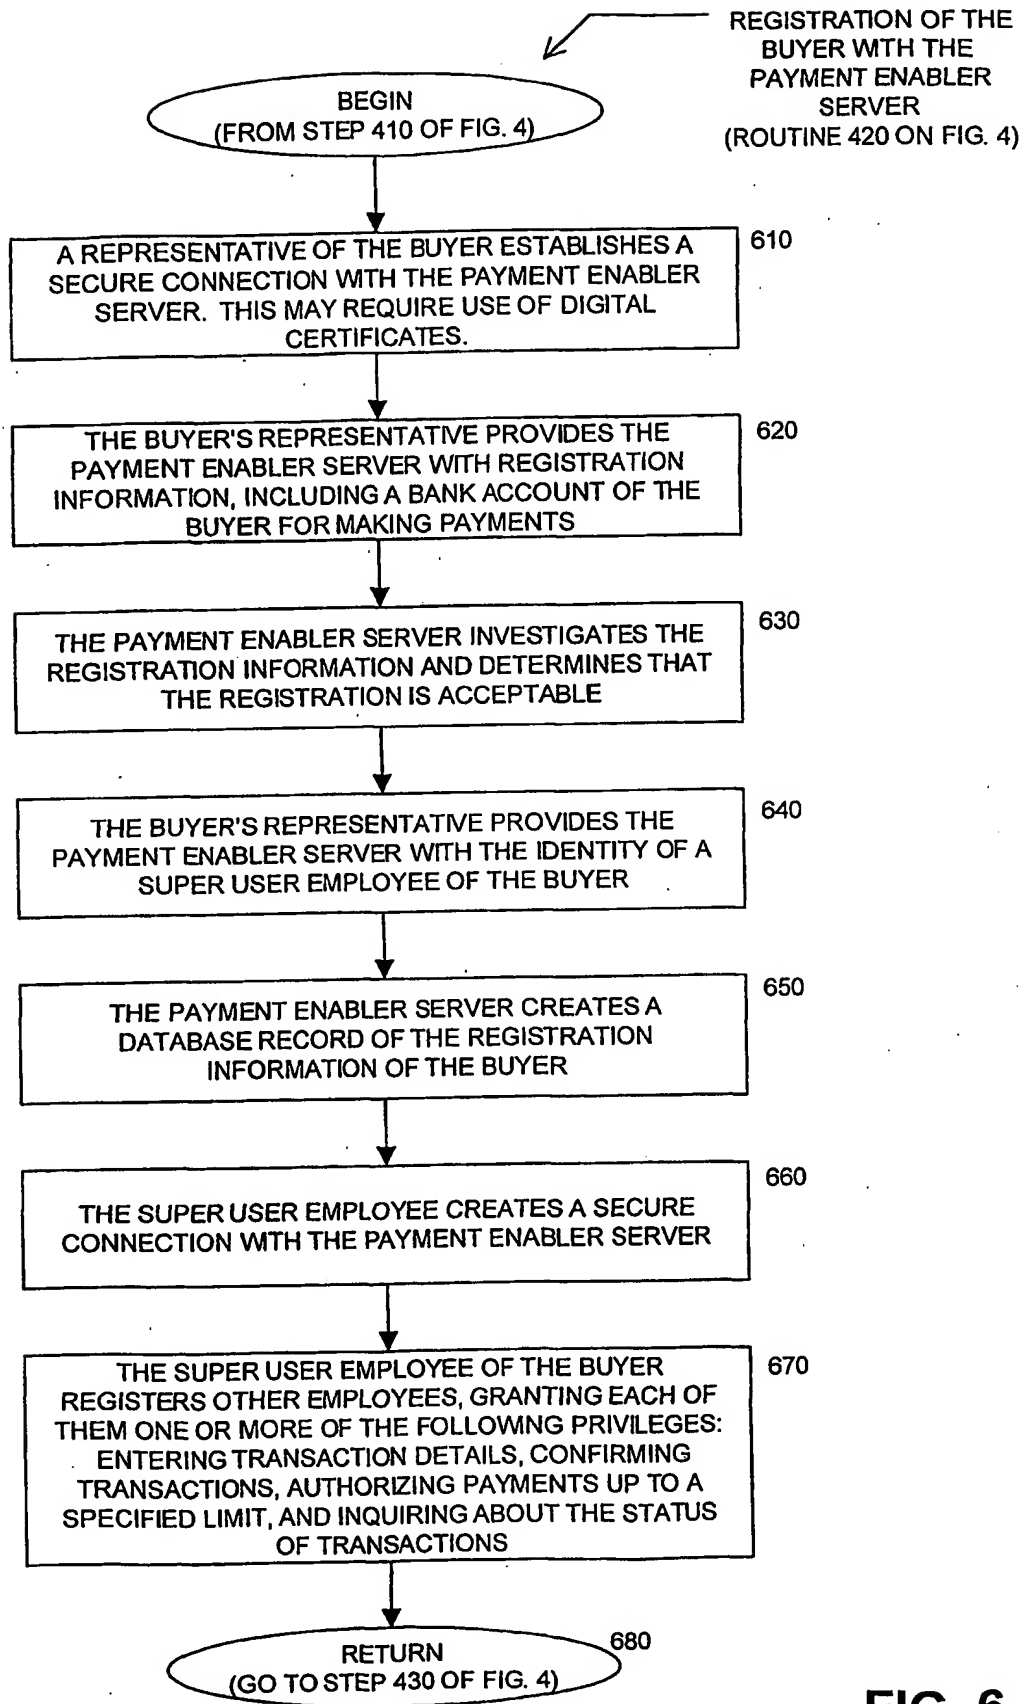 REGISTRATION OF THE
BUYER WITH THE
PAYMENT ENABLER
SERVER
(ROUTINE 420 ON FIG. 4)
BEGIN
(FROM STEP 410 OF FIG. 4)
610
A REPRESENTATIVE OF THE BUYER ESTABLISHES A
SECURE CONNECTION WITH THE PAYMENT ENABLER
SERVER. THIS MAY REQUIRE USE OF DIGITAL
CERTIFICATES.
620
THE BUYER'S REPRESENTATIVE PROVIDES THE
PAYMENT ENABLER SERVER WITH REGISTRATION
INFORMATION, INCLUDING A BANK ACCOUNT OF THE
BUYER FOR MAKING PAYMENTS
630
THE PAYMENT ENABLER SERVER INVESTIGATES THE
REGISTRATION INFORMATION AND DETERMINES THAT
THE REGISTRATION IS ACCEPTABLE
640
THE BUYER'S REPRESENTATIVE PROVIDES THE
PAYMENT ENABLER SERVER WITH THE IDENTITY OF A
SUPER USER EMPLOYEE OF THE BUYER
650
THE PAYMENT ENABLER SERVER CREATES A
DATABASE RECORD OF THE REGISTRATION
INFORMATION OF THE BUYER
660
THE SUPER USER EMPLOYEE CREATES A SECURE
CONNECTION WITH THE PAYMENT ENABLER SERVER
670
THE SUPER USER EMPLOYEE OF THE BUYER
REGISTERS OTHER EMPLOYEES, GRANTING EACH OF
THEM ONE OR MORE OF THE FOLLOWING PRIVILEGES:
ENTERING TRANSACTION DETAILS, CONFIRMING
TRANSACTIONS, AUTHORIZING PAYMENTS UP TO A
SPECIFIED LIMIT, AND INQUIRING ABOUT THE STATUS
OF TRANSACTIONS
680
RETURN
(GO TO STEP 430 OF FIG. 4)
FIG. 6